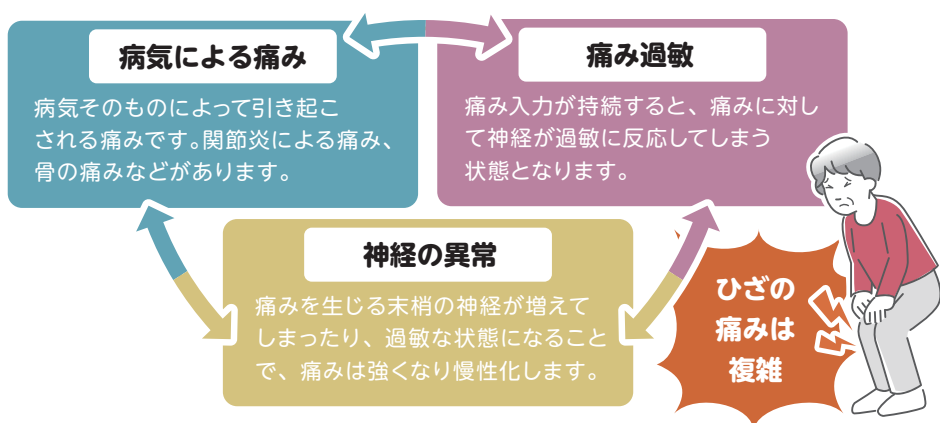 病気による痛み
病気そのものによって引き起こ
される痛みです。関節炎による痛み、
骨の痛みなどがあります。
痛み過敏
痛み入力が持続すると、痛みに対し
て神経が過敏に反応してしまう
状態となります。
神経の異常
痛みを生じる末梢の神経が増えて
しまったり、過敏な状態になること
で、痛みは強くなり慢性化します。
ひざの
痛みは
複雑